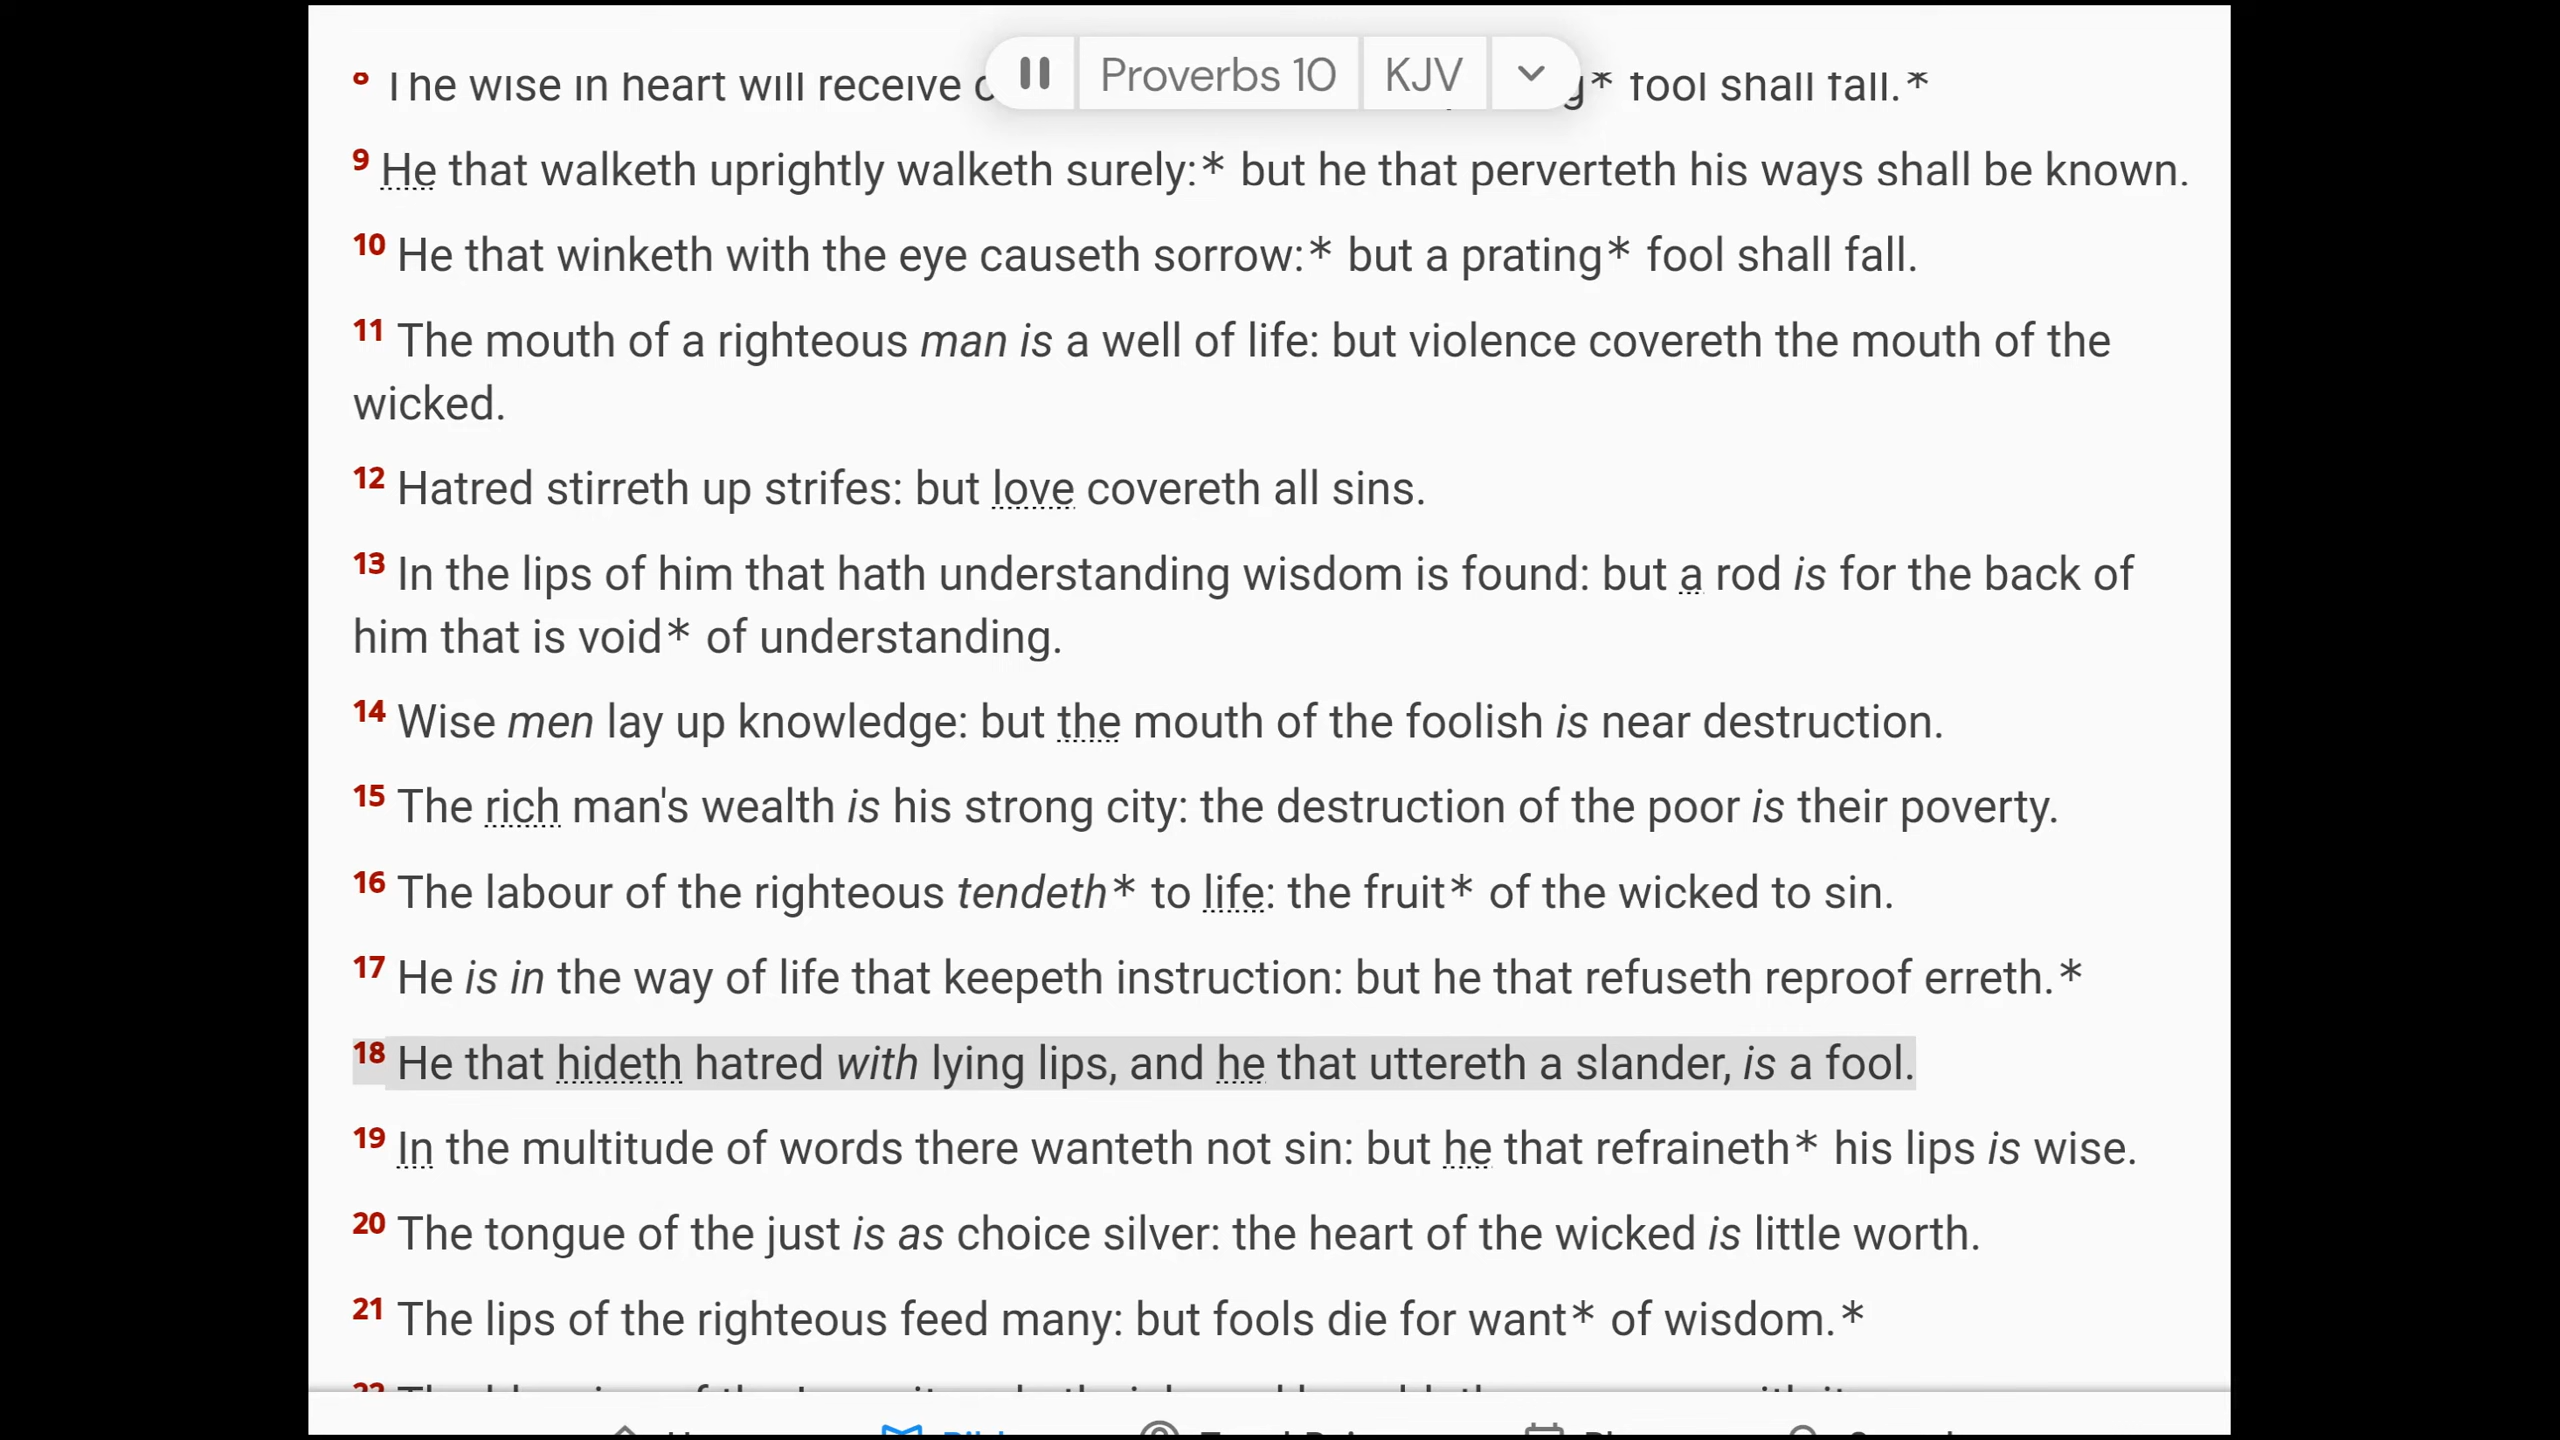 Proverbs 10 KJV
8 The wise in heart will receive g* fool shall fall.*
9 He that walketh uprightly walketh surely:* but he that perverteth his ways shall be known.
10 He that winketh with the eye causeth sorrow:* but a prating* fool shall fall.
11 The mouth of a righteous man is a well of life: but violence covereth the mouth of the
wicked.
12 Hatred stirreth up strifes: but love covereth all sins.
13 In the lips of him that hath understanding wisdom is found: but a rod is for the back of
him that is void* of understanding.
14 Wise men lay up knowledge: but the mouth of the foolish is near destruction.
15 The rich man's wealth is his strong city: the destruction of the poor is their poverty.
16 The labour of the righteous tendeth* to life: the fruit* of the wicked to sin.
17 He is in the way of life that keepeth instruction: but he that refuseth reproof erreth.*
18 He that hideth hatred with lying lips, and he that uttereth a slander, is a fool.
19 In the multitude of words there wanteth not sin: but he that refraineth* his lips is wise.
20 The tongue of the just is as choice silver: the heart of the wicked is little worth.
21 The lips of the righteous feed many: but fools die for want* of wisdom.*